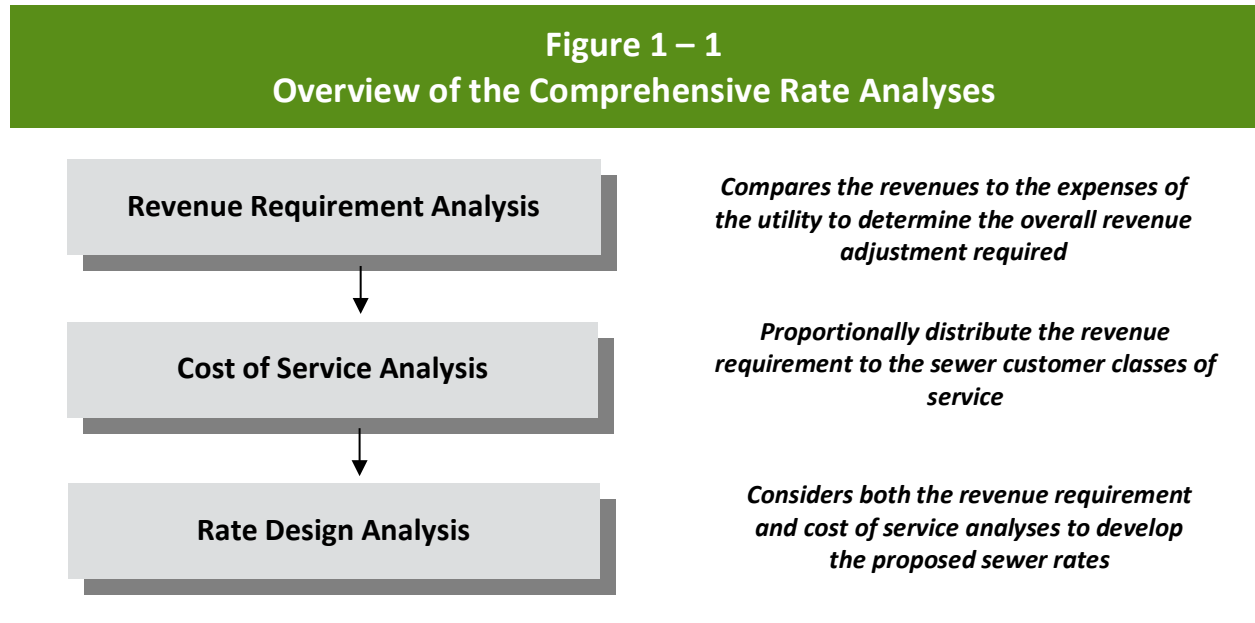 Figure 1 – 1
Overview of the Comprehensive Rate Analyses
Revenue Requirement Analysis
Compares the revenues to the expenses of
the utility to determine the overall revenue
adjustment required
Cost of Service Analysis
Proportionally distribute the revenue
requirement to the sewer customer classes of
service
Rate Design Analysis
Considers both the revenue requirement
and cost of service analyses to develop
the proposed sewer rates